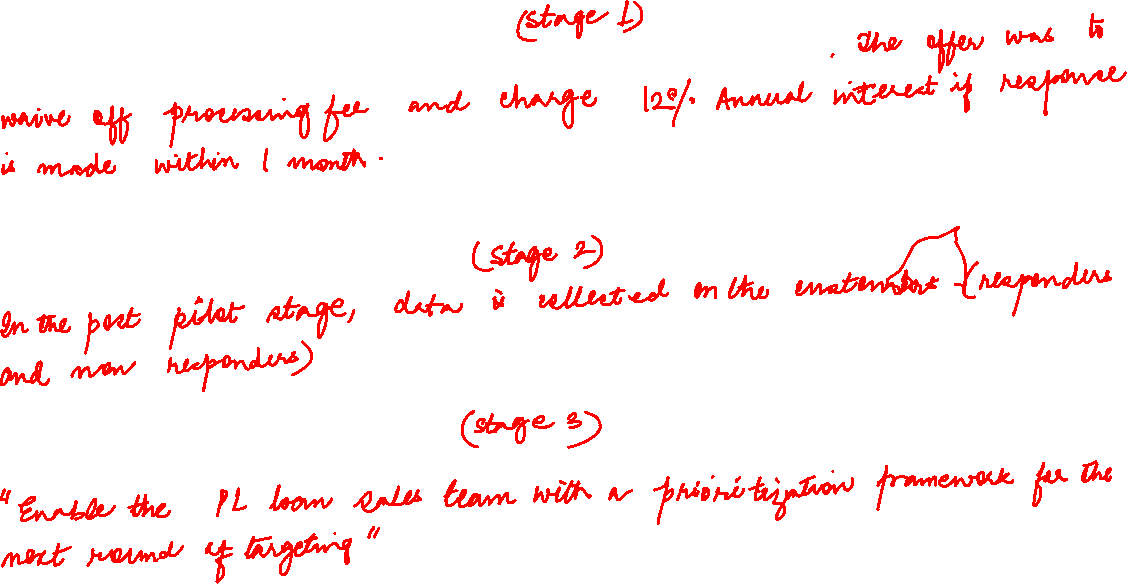 (stage 1)
. The offer was to
waive off processing fee and charge 12% Annual interest if response
is made within 1 month.
(stage 2)
In the post pilot stage, data is collected on the customers (responders
and non responders)
(stage 3)
"Enable the PL loan sales team with a prioritization framework for the
next round of targeting"